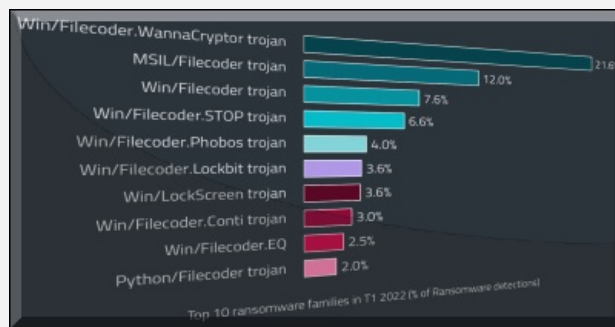 Win/Filecoder.WannaCryptor trojan 21.6%
MSIL/Filecoder trojan 12.0%
Win/Filecoder trojan 7.6%
Win/Filecoder.STOP trojan 6.6%
Win/Filecoder.Phobos trojan 4.0%
Win/Filecoder.Lockbit trojan 3.6%
Win/LockScreen trojan 3.6%
Win/Filecoder.Conti trojan 3.0%
Win/Filecoder.EQ 2.5%
Python/Filecoder trojan 2.0%
Top 10 ransomware families in T1 2022 (% of Ransomware detections)